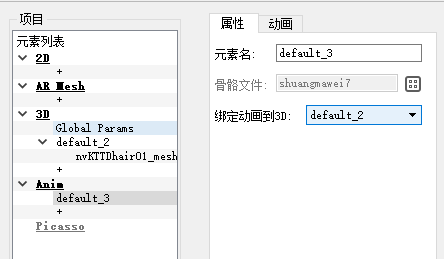 项目
元素列表
2D
+
AR Mesh
+
3D
Global Params
default_2
nvKTTDhair01_mesh
+
Anim
default_3
+
Picasso
属性
动画
元素名:
default_3
骨骼文件:
shuangmawei7
绑定动画到3D:
default_2